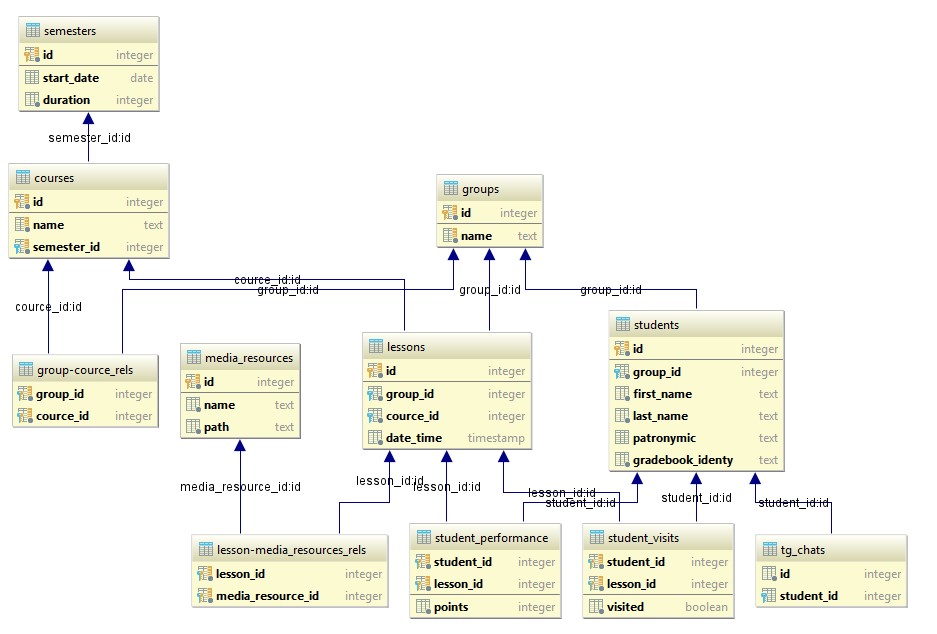 semesters
id integer
start_date date
duration integer
semester_id:id
courses
id integer
name text
semester_id integer
groups
id integer
name text
cource_id:id
group_id:id
group_id:id
group_id:id
cource_id:id
group-cource_rels
group_id integer
cource_id integer
media_resources
id integer
name text
path text
lessons
id integer
group_id integer
cource_id integer
date_time timestamp
students
id integer
group_id integer
first_name text
last_name text
patronymic text
gradebook_identy text
media_resource_id:id
lesson_id:id
lesson_id:id
lesson_id:id
student_id:id
student_id:id
student_id:id
lesson-media_resources_rels
lesson_id integer
media_resource_id integer
student_performance
student_id integer
lesson_id integer
points integer
student_visits
student_id integer
lesson_id integer
visited boolean
tg_chats
id integer
student_id integer